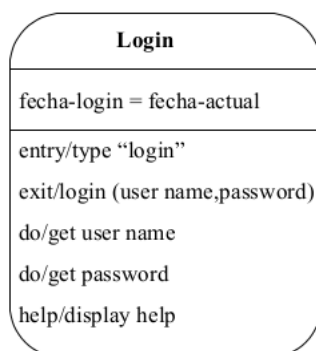 Login
fecha-login = fecha-actual
entry/type “login”
exit/login (user name,password)
do/get user name
do/get password
help/display help